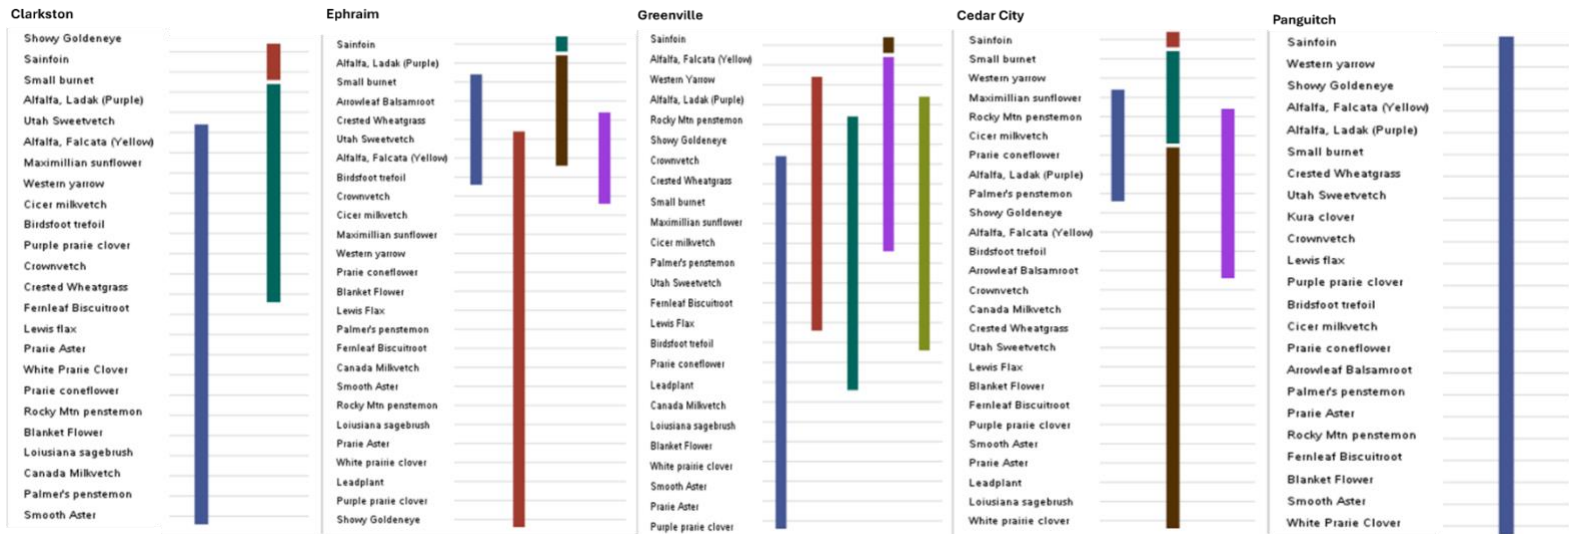 Clarkston
Showy Goldeneye
Sainfoin
Small burnet
Alfalfa, Ladak (Purple)
Utah Sweetvetch
Alfalfa, Falcata (Yellow)
Maximillian sunflower
Western yarrow
Cicer milkvetch
Birdsfoot trefoil
Purple prarie clover
Crownvetch
Crested Wheatgrass
Fernleaf Biscuitroot
Lewis flax
Prarie Aster
White Prarie Clover
Prarie coneflower
Rocky Mtn penstemon
Blanket Flower
Loiusiana sagebrush
Canada Milkvetch
Palmer's penstemon
Smooth Aster
Ephraim
Sainfoin
Alfalfa, Ladak (Purple)
Small burnet
Arrowleaf Balsamroot
Crested Wheatgrass
Utah Sweetvetch
Alfalfa, Falcata (Yellow)
Birdsfoot trefoil
Crownvetch
Cicer milkvetch
Maximillian sunflower
Western yarrow
Prarie coneflower
Blanket Flower
Lewis Flax
Palmer's penstemon
Fernleaf Biscuitroot
Canada Milkvetch
Smooth Aster
Rocky Mtn penstemon
Loiusiana sagebrush
Prarie Aster
White prairie clover
Leadplant
Purple prarie clover
Showy Goldeneye
Greenville
Sainfoin
Alfalfa, Falcata (Yellow)
Western Yarrow
Alfalfa, Ladak (Purple)
Rocky Mtn penstemon
Showy Goldeneye
Crownvetch
Crested Wheatgrass
Small burnet
Maximillian sunflower
Cicer milkvetch
Palmer's penstemon
Utah Sweetvetch
Fernleaf Biscuitroot
Lewis Flax
Birdsfoot trefoil
Prarie coneflower
Leadplant
Canada Milkvetch
Loiusiana sagebrush
Blanket Flower
White prairie clover
Smooth Aster
Prarie Aster
Purple prarie clover
Cedar City
Sainfoin
Small burnet
Western yarrow
Maximillian sunflower
Rocky Mtn penstemon
Cicer milkvetch
Prarie coneflower
Alfalfa, Ladak (Purple)
Palmer's penstemon
Showy Goldeneye
Alfalfa, Falcata (Yellow)
Birdsfoot trefoil
Arrowleaf Balsamroot
Crownvetch
Canada Milkvetch
Crested Wheatgrass
Utah Sweetvetch
Lewis Flax
Blanket Flower
Fernleaf Biscuitroot
Purple prarie clover
Smooth Aster
Prarie Aster
Leadplant
Loiusiana sagebrush
White prairie clover
Panguitch
Sainfoin
Western yarrow
Showy Goldeneye
Alfalfa, Falcata (Yellow)
Alfalfa, Ladak (Purple)
Small burnet
Crested Wheatgrass
Utah Sweetvetch
Kura clover
Crownvetch
Lewis flax
Purple prarie clover
Bridsfoot trefoil
Cicer milkvetch
Prarie coneflower
Arrowleaf Balsamroot
Palmer's penstemon
Prarie Aster
Rocky Mtn penstemon
Fernleaf Biscuitroot
Blanket Flower
Smooth Aster
White Prarie Clover